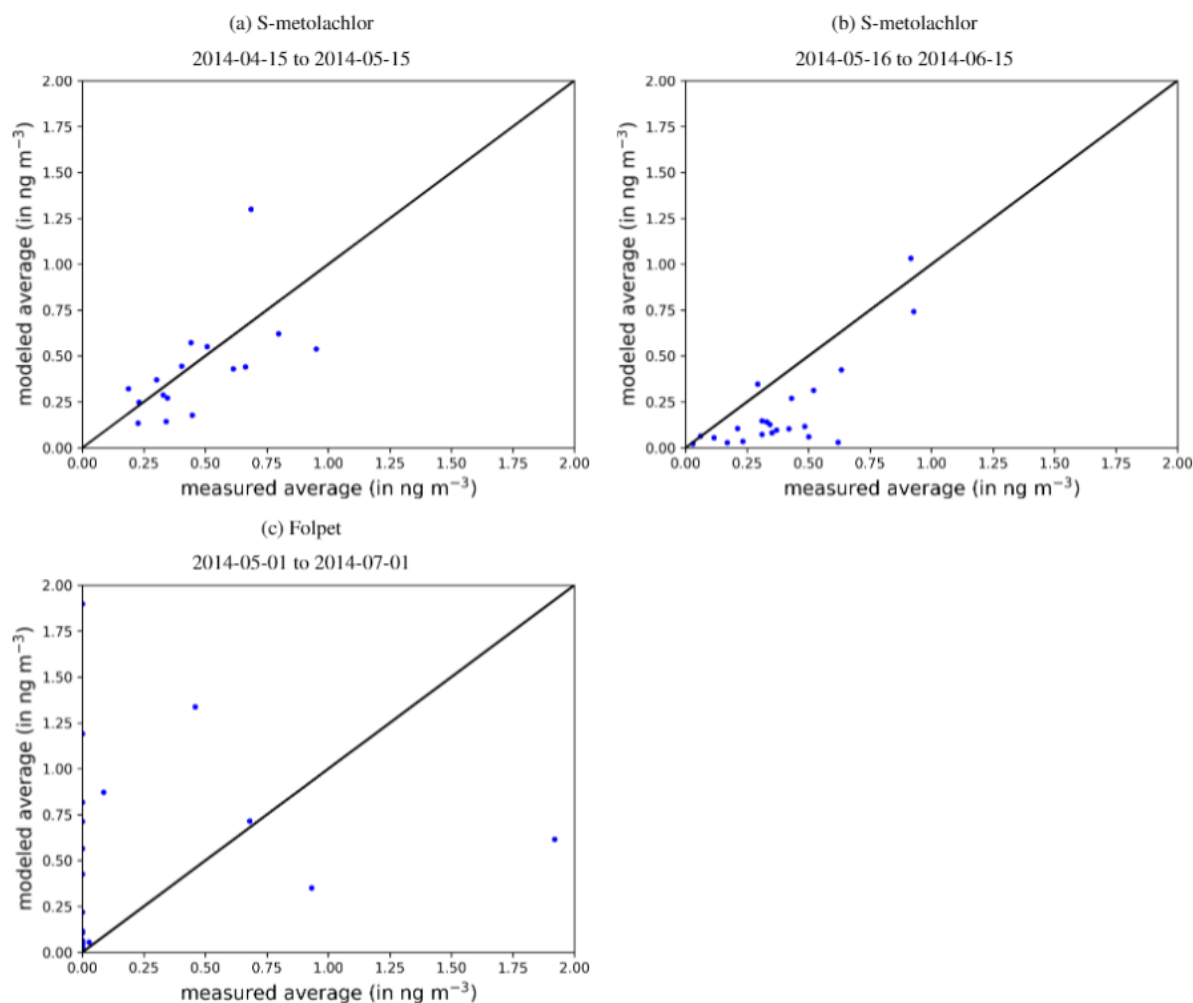 (a) S-metolachlor
2014-04-15 to 2014-05-15
2.00
1.75
1.50
1.25
1.00
0.75
0.50
0.25
0.00
modeled average (in ng m⁻³)
0.00 0.25 0.50 0.75 1.00 1.25 1.50 1.75 2.00
measured average (in ng m⁻³)
(b) S-metolachlor
2014-05-16 to 2014-06-15
2.00
1.75
1.50
1.25
1.00
0.75
0.50
0.25
0.00
modeled average (in ng m⁻³)
0.00 0.25 0.50 0.75 1.00 1.25 1.50 1.75 2.00
measured average (in ng m⁻³)
(c) Folpet
2014-05-01 to 2014-07-01
2.00
1.75
1.50
1.25
1.00
0.75
0.50
0.25
0.00
modeled average (in ng m⁻³)
0.00 0.25 0.50 0.75 1.00 1.25 1.50 1.75 2.00
measured average (in ng m⁻³)